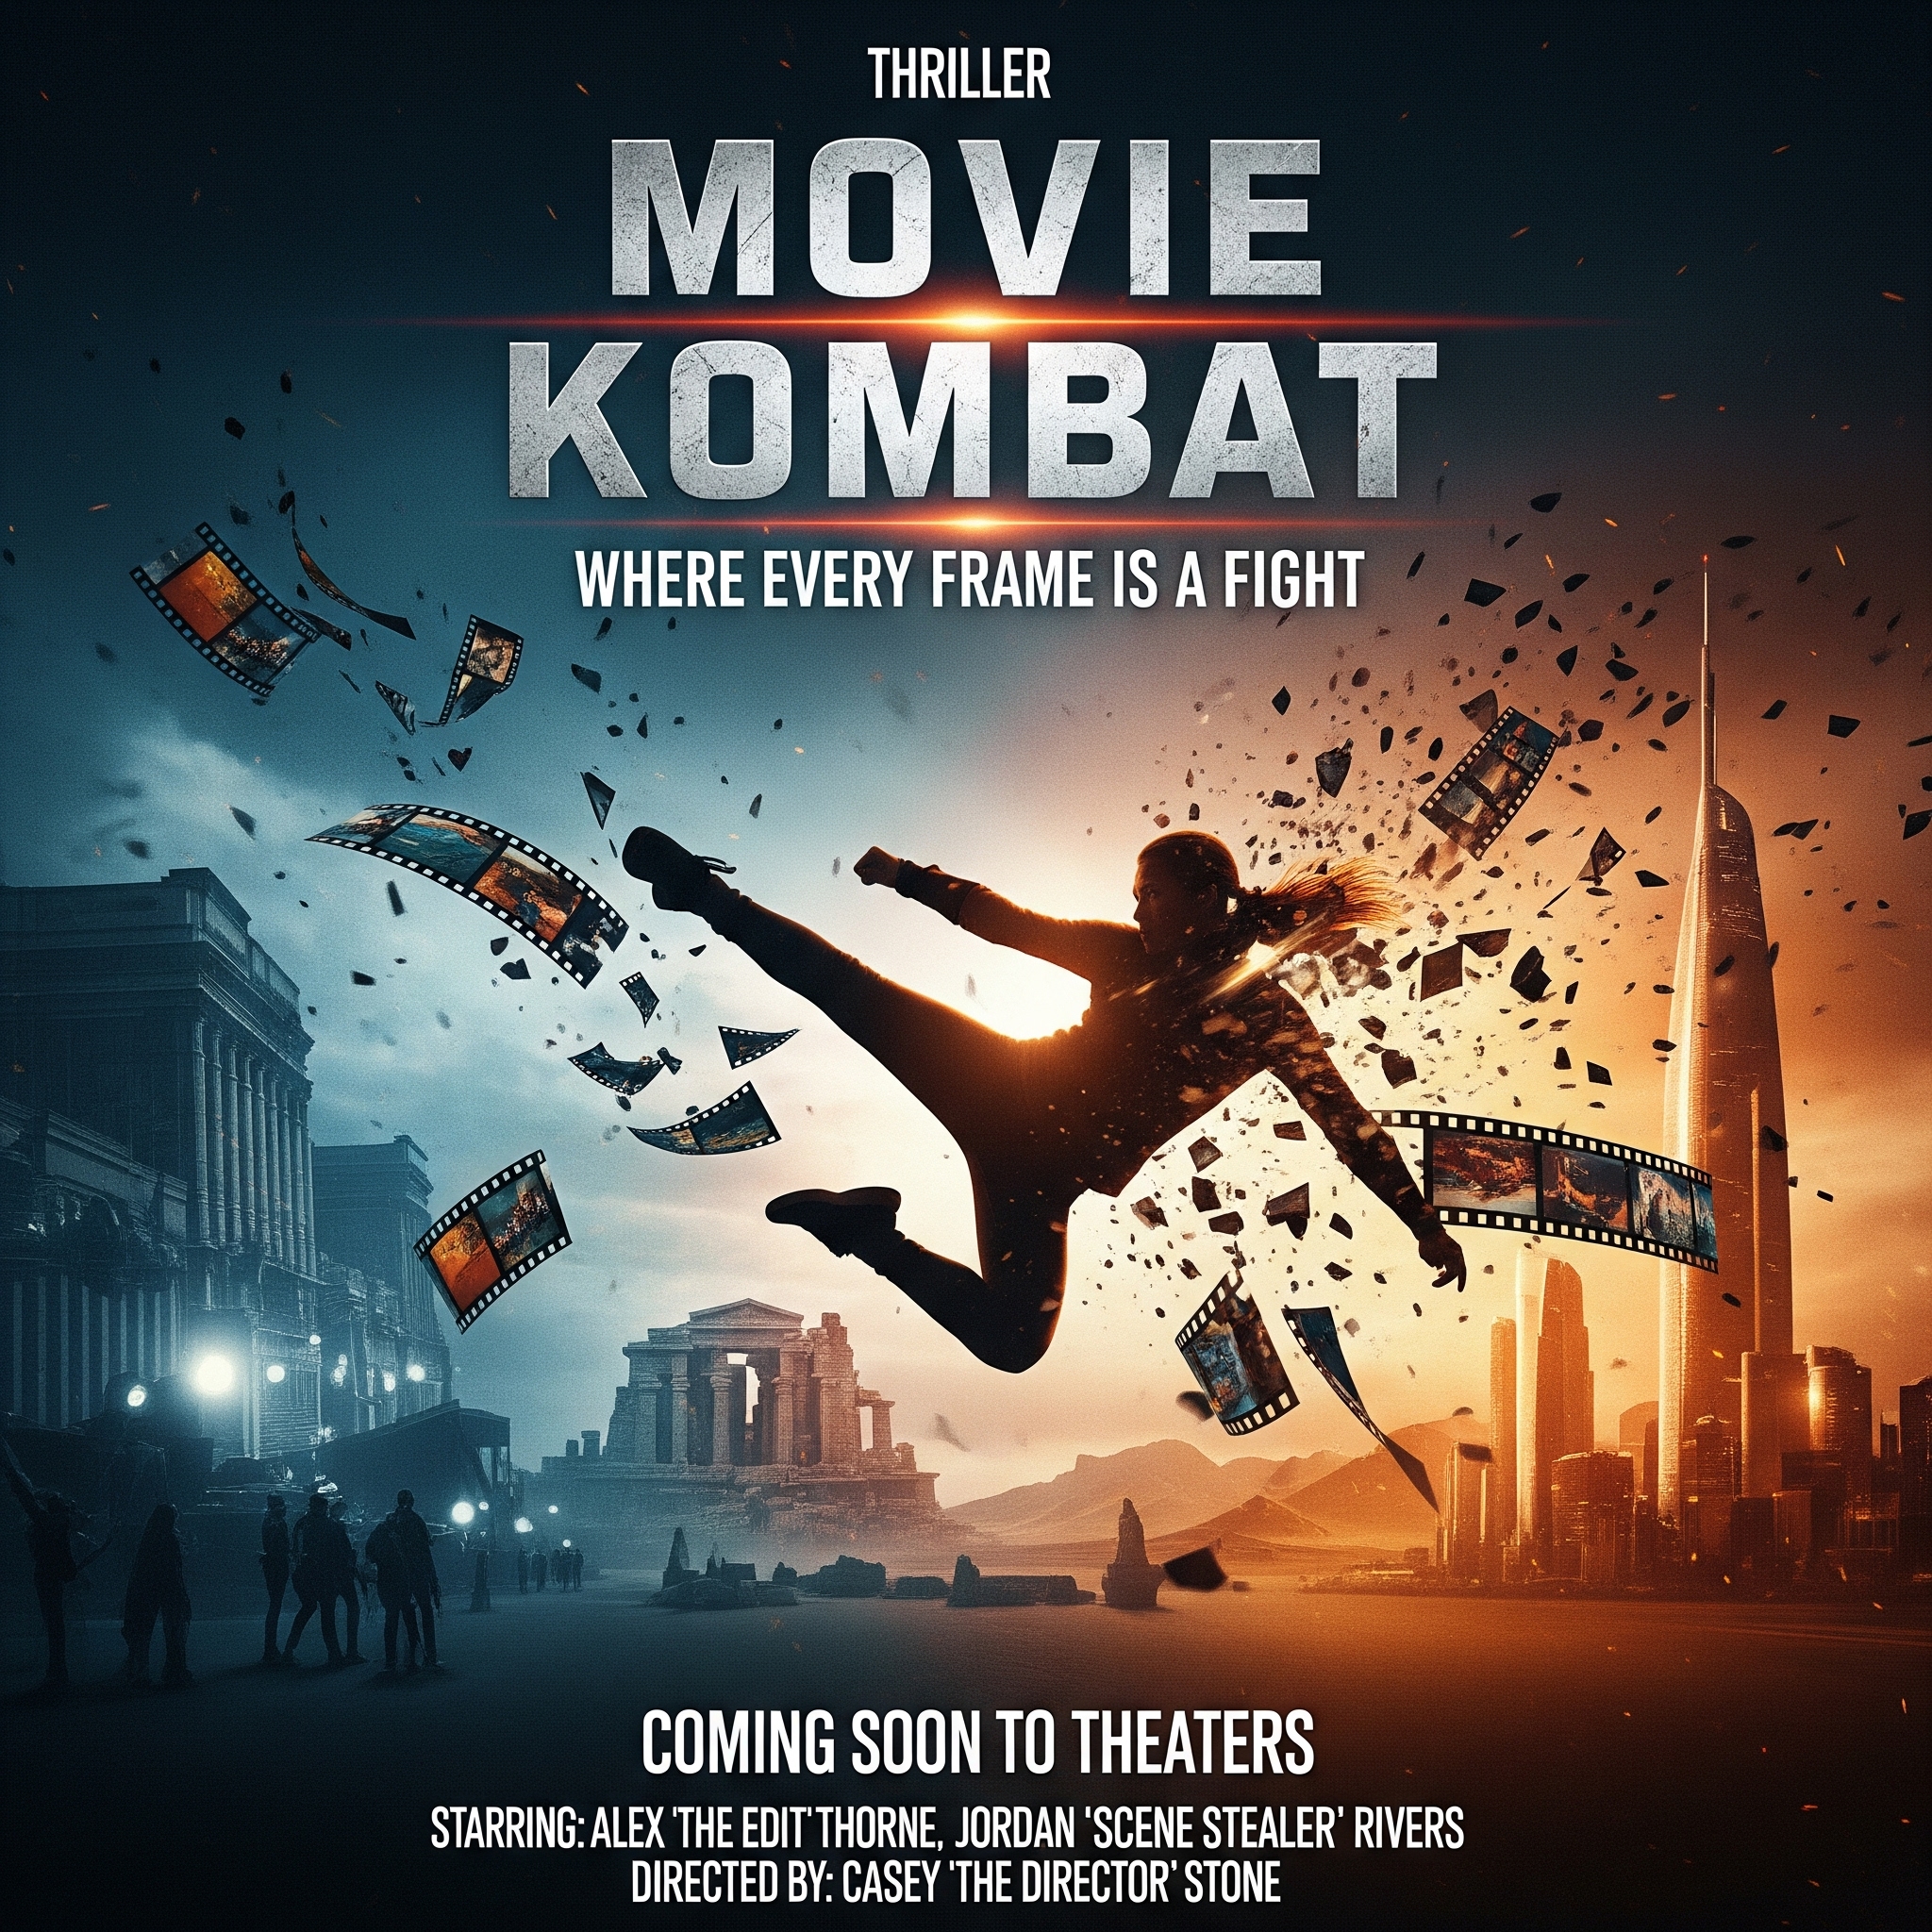 THRILLER
MOVIE
KOMBAT
WHERE EVERY FRAME IS A FIGHT
COMING SOON TO THEATERS
STARRING: ALEX 'THE EDIT' THORNE, JORDAN 'SCENE STEALER' RIVERS
DIRECTED BY: CASEY 'THE DIRECTOR' STONE